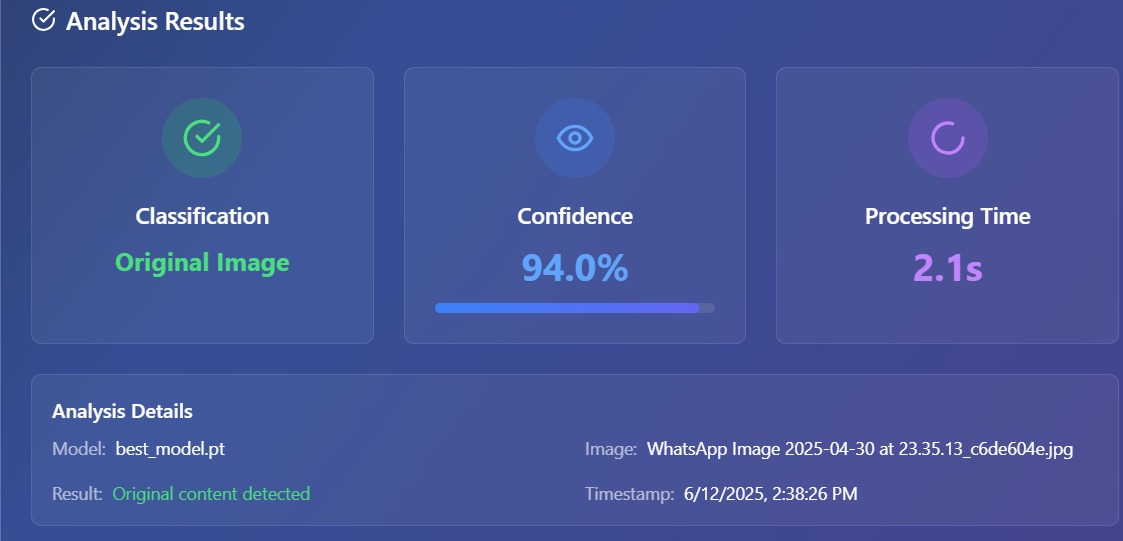 Analysis Results
Classification
Original Image
Confidence
94.0%
Processing Time
2.1s
Analysis Details
Model: best_model.pt
Image: WhatsApp Image 2025-04-30 at 23.35.13_c6de604e.jpg
Result: Original content detected
Timestamp: 6/12/2025, 2:38:26 PM